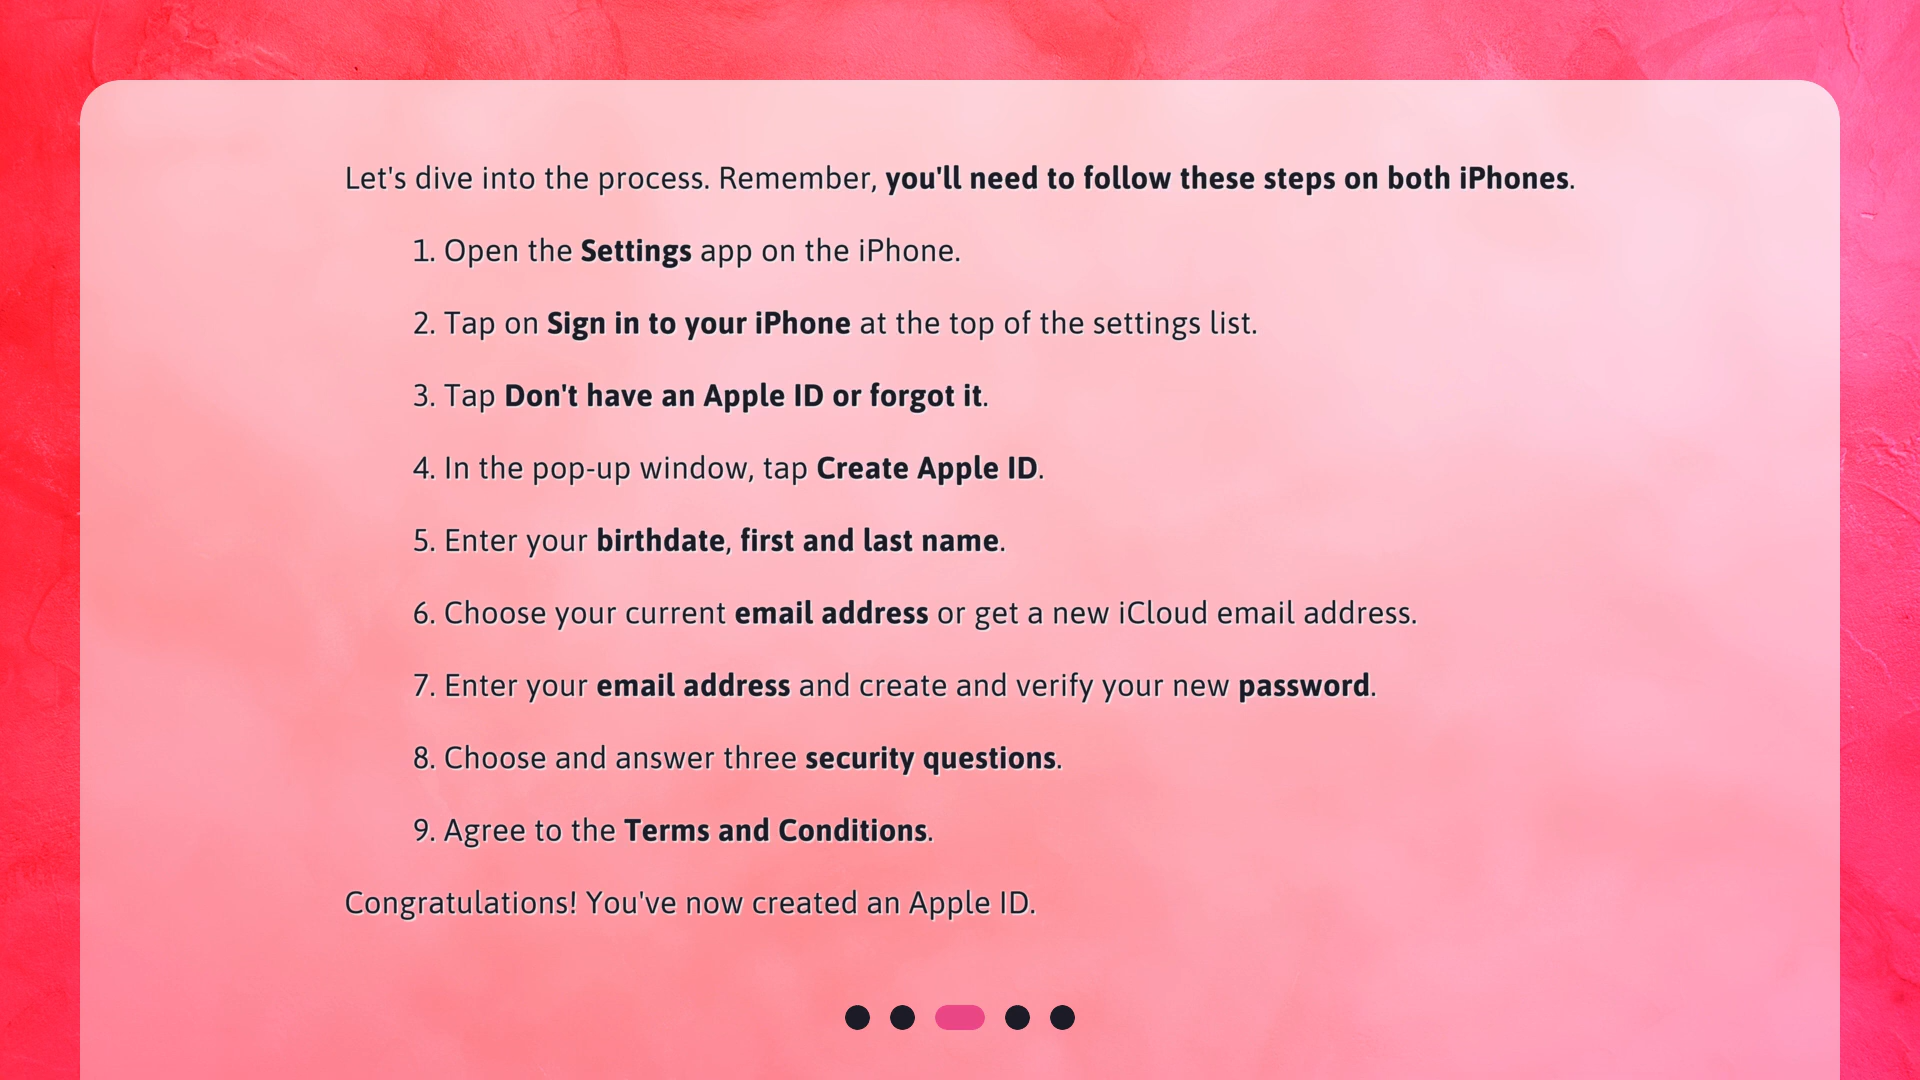 Let's dive into the process. Remember, you'll need to follow these steps on both iPhones.
1. Open the Settings app on the iPhone.
2. Tap on Sign in to your iPhone at the top of the settings list.
3. Tap Don't have an Apple ID or forgot it.
4. In the pop-up window, tap Create Apple ID.
5. Enter your birthdate, first and last name.
6. Choose your current email address or get a new iCloud email address.
7. Enter your email address and create and verify your new password.
8. Choose and answer three security questions.
9. Agree to the Terms and Conditions.
Congratulations! You've now created an Apple ID.